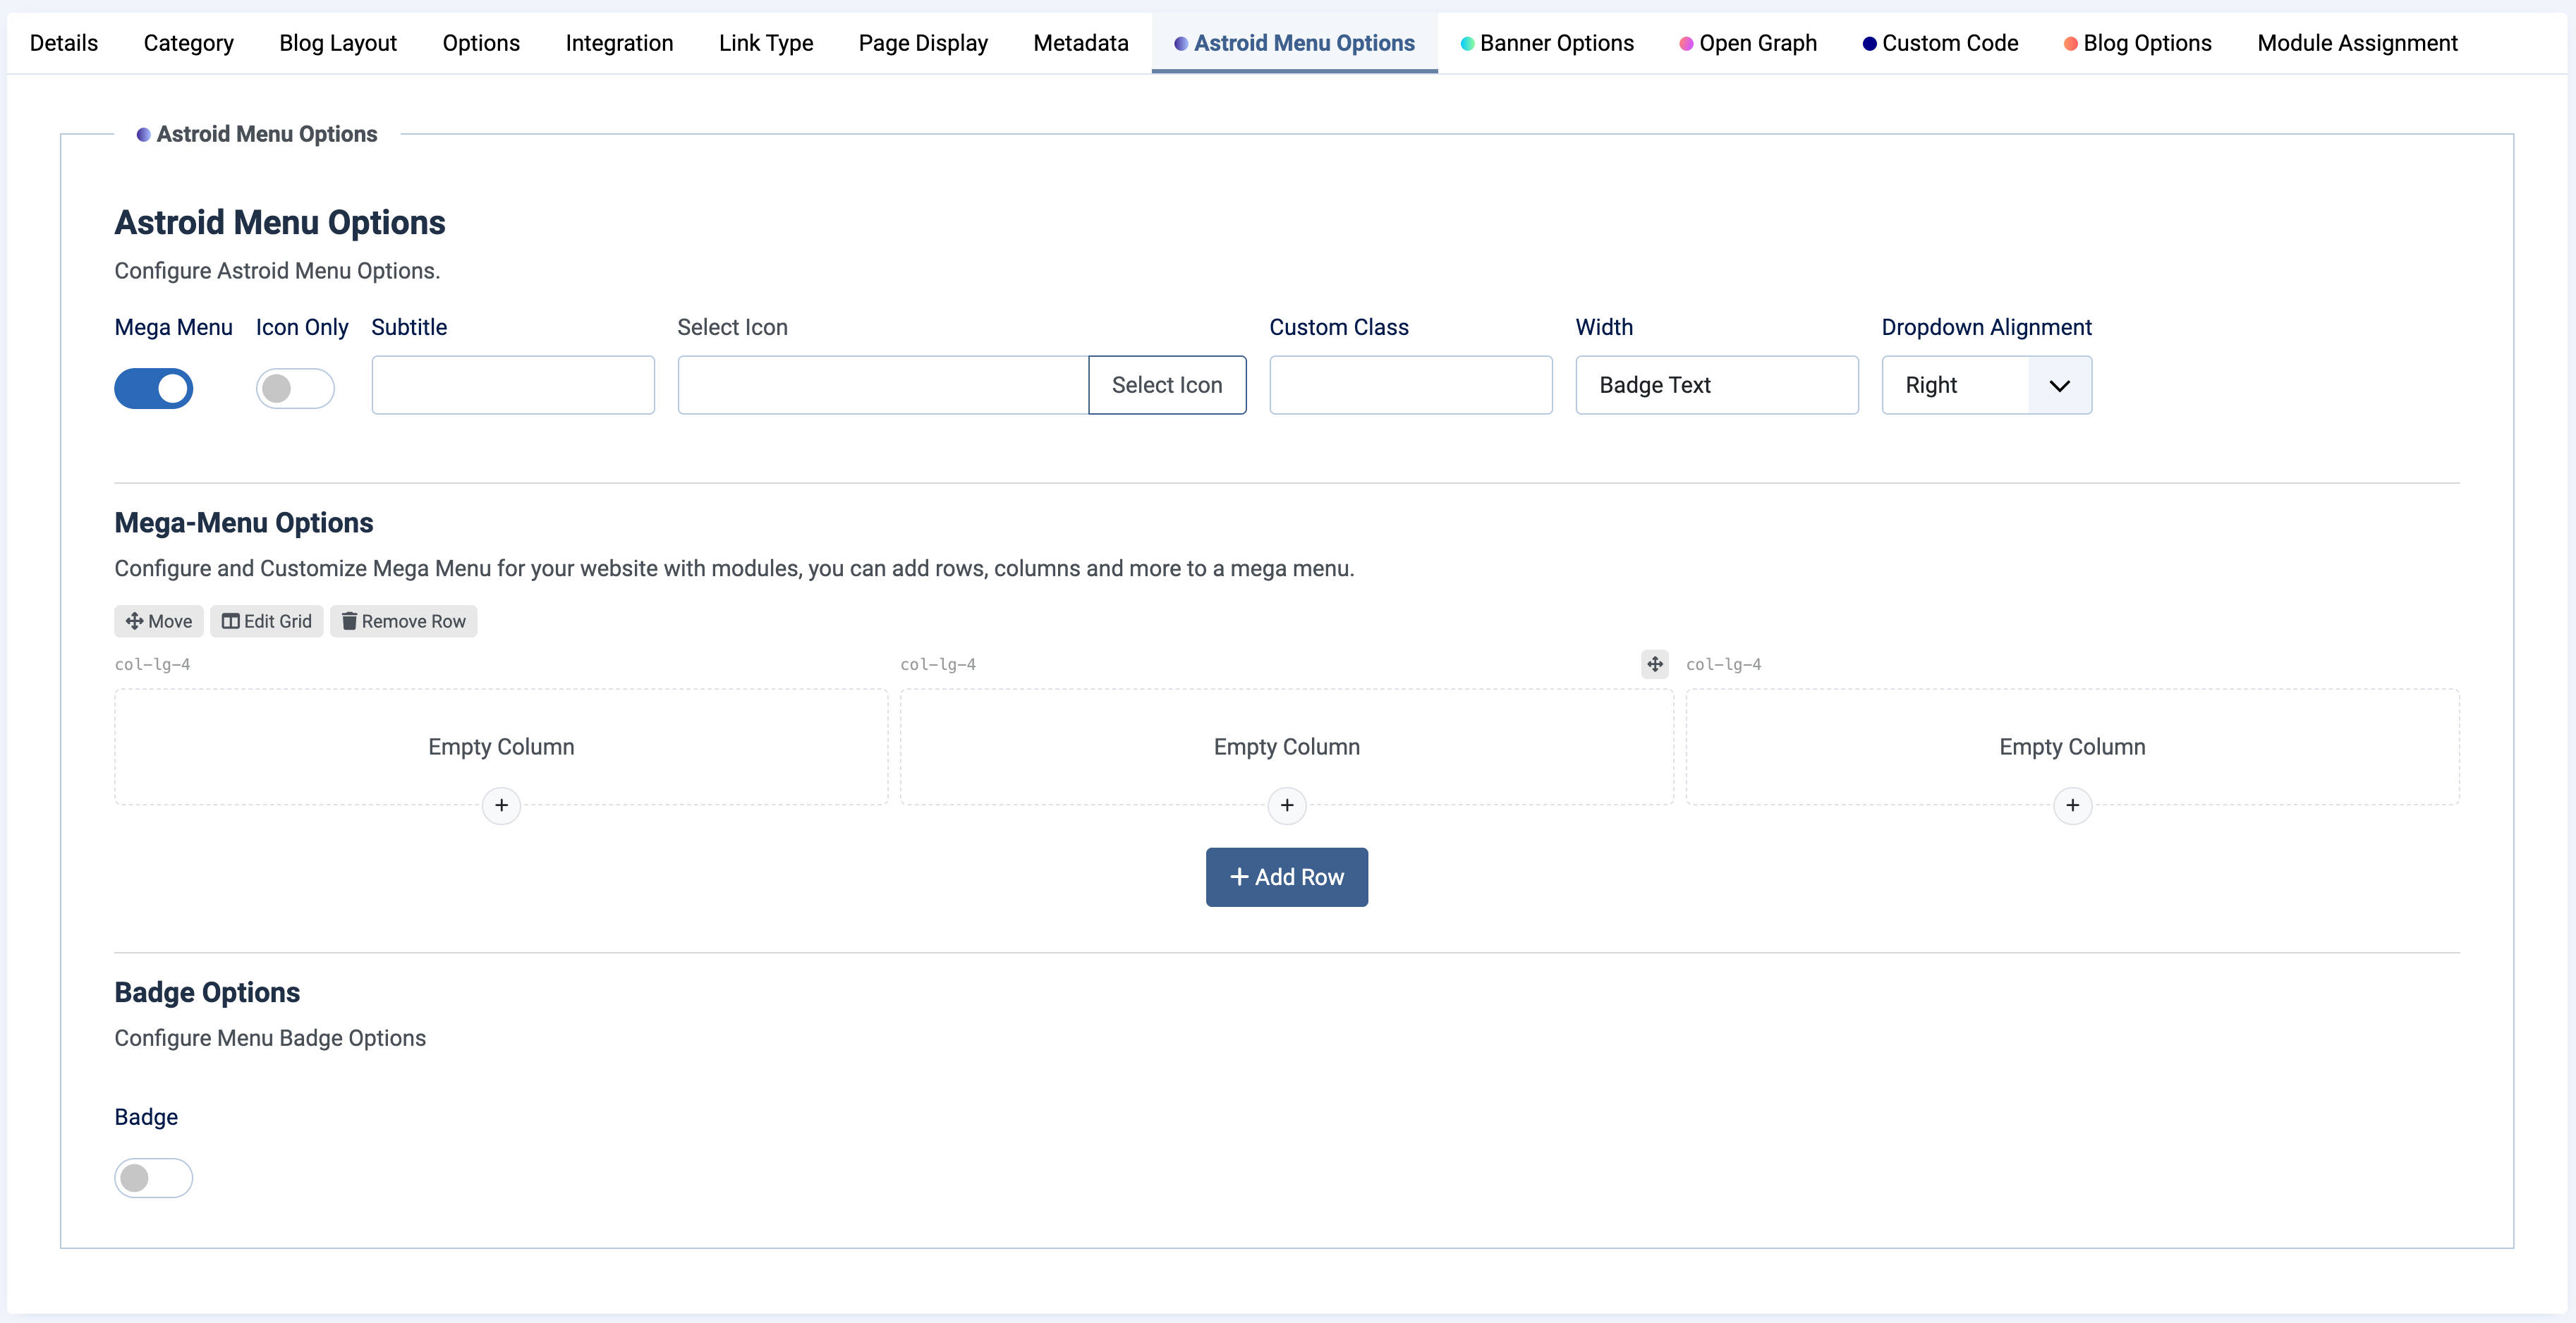 Details Category Blog Layout Options Integration Link Type Page Display Metadata Astroid Menu Options Banner Options Open Graph Custom Code Blog Options Module Assignment
Astroid Menu Options
Astroid Menu Options
Configure Astroid Menu Options.
Mega Menu Icon Only Subtitle Select Icon Custom Class Width Dropdown Alignment
Select Icon Badge Text Right
Mega-Menu Options
Configure and Customize Mega Menu for your website with modules, you can add rows, columns and more to a mega menu.
Move Edit Grid Remove Row
col-lg-4 col-lg-4 col-lg-4
Empty Column Empty Column Empty Column
+ + +
+ Add Row
Badge Options
Configure Menu Badge Options
Badge